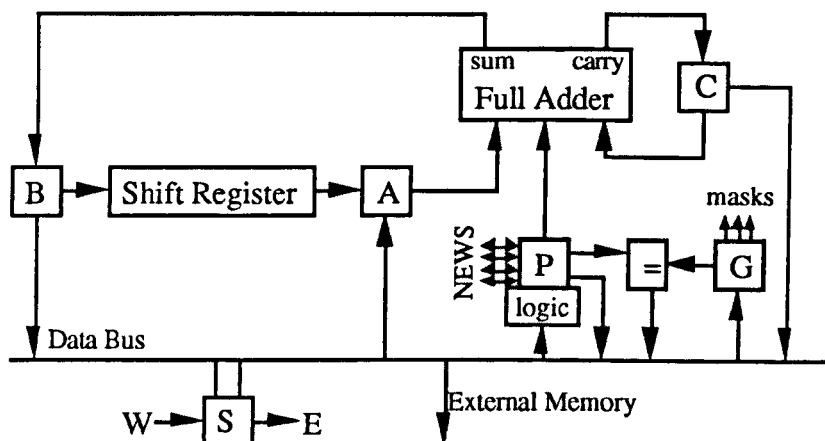 sum carry
Full Adder
C
B
Shift Register
A
masks
NEWS
P
=
G
logic
Data Bus
W
S
E
External Memory